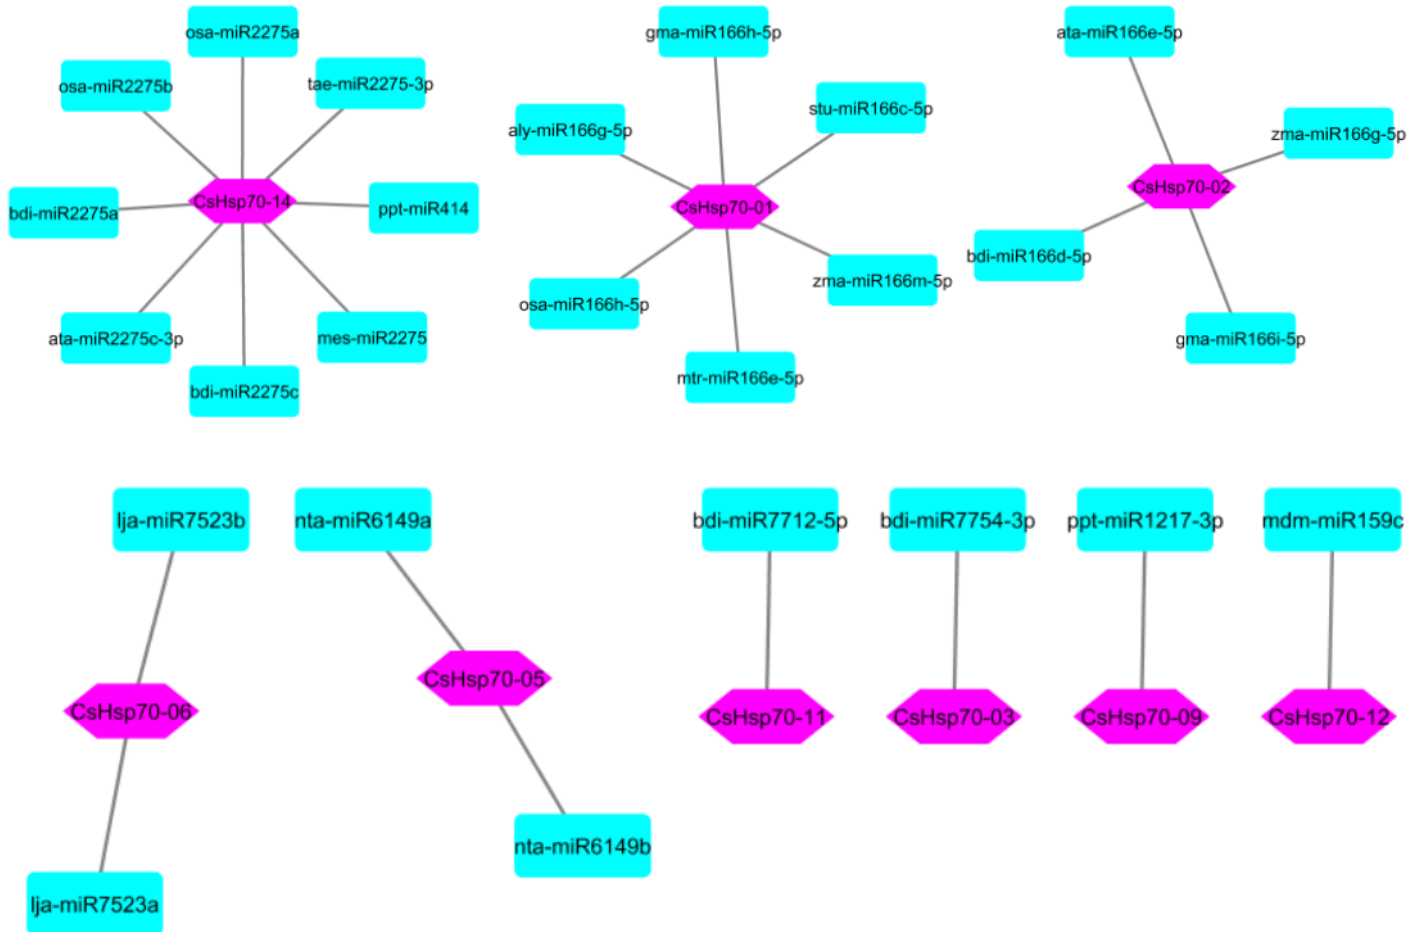 osa-miR2275a
osa-miR2275b
tae-miR2275-3p
CsHsp70-14
bdi-miR2275a
ppt-miR414
ata-miR2275c-3p
mes-miR2275
bdi-miR2275c
gma-miR166h-5p
stu-miR166c-5p
aly-miR166g-5p
CsHsp70-01
zma-miR166m-5p
osa-miR166h-5p
mtr-miR166e-5p
ata-miR166e-5p
zma-miR166g-5p
CsHsp70-02
bdi-miR166d-5p
gma-miR166i-5p
lja-miR7523b
CsHsp70-06
lja-miR7523a
nta-miR6149a
CsHsp70-05
nta-miR6149b
bdi-miR7712-5p
CsHsp70-11
bdi-miR7754-3p
CsHsp70-03
ppt-miR1217-3p
CsHsp70-09
mdm-miR159c
CsHsp70-12